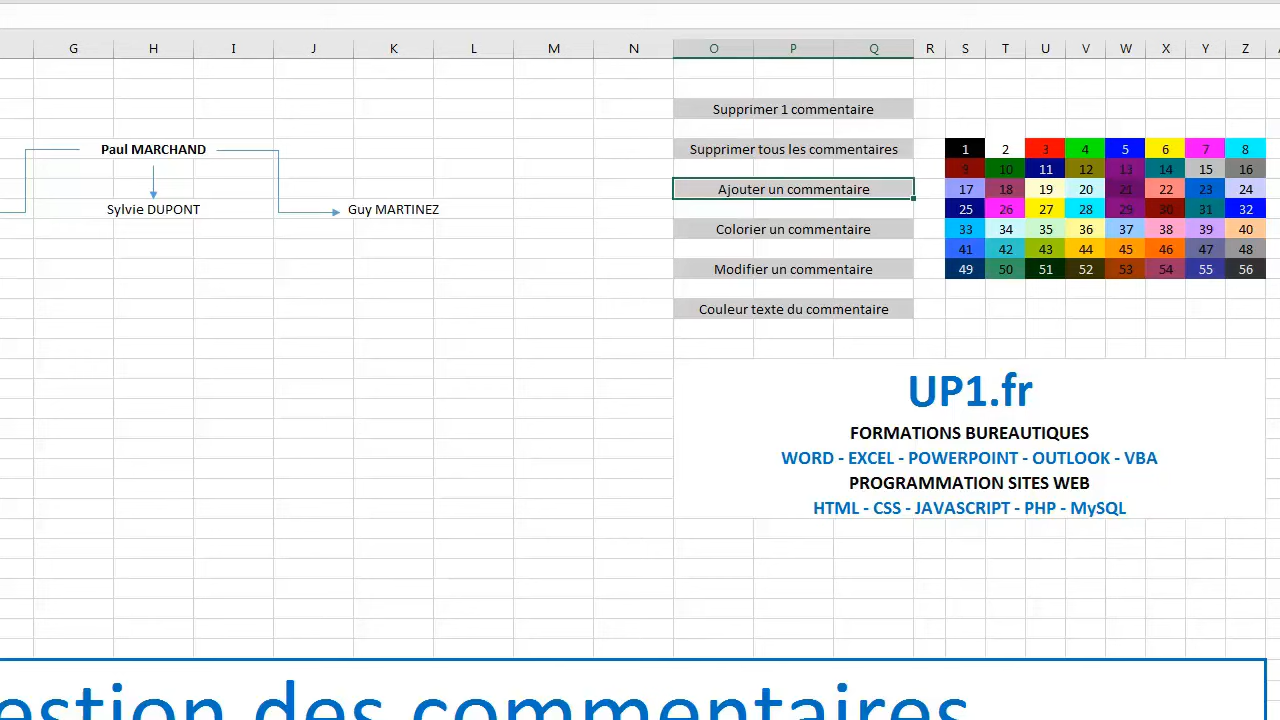 G H I J K L M N O P Q R S T U V W X Y Z
Supprimer 1 commentaire
Paul MARCHAND
Supprimer tous les commentaires
1 2 3 4 5 6 7 8
9 10 11 12 13 14 15 16
Ajouter un commentaire
17 18 19 20 21 22 23 24
Sylvie DUPONT
Guy MARTINEZ
25 26 27 28 29 30 31 32
Colorier un commentaire
33 34 35 36 37 38 39 40
41 42 43 44 45 46 47 48
Modifier un commentaire
49 50 51 52 53 54 55 56
Couleur texte du commentaire
UP1.fr
FORMATIONS BUREAUTIQUES
WORD - EXCEL - POWERPOINT - OUTLOOK - VBA
PROGRAMMATION SITES WEB
HTML - CSS - JAVASCRIPT - PHP - MySQL
estion des commentaires